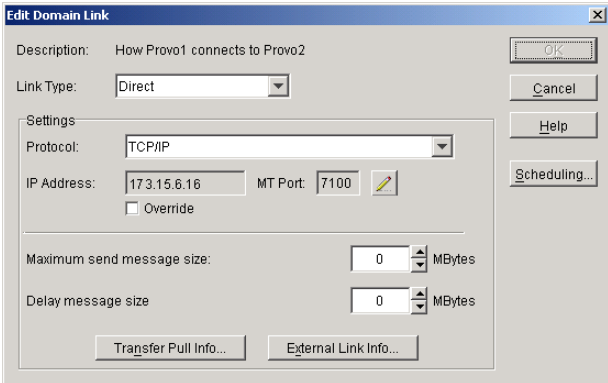 Edit Domain Link
Description: How Provo1 connects to Provo2
OK
Link Type: Direct
Cancel
Settings
Help
Protocol: TCP/IP
Scheduling...
IP Address: 173.15.6.16 MT Port: 7100
Override
Maximum send message size: 0 MBytes
Delay message size 0 MBytes
Transfer Pull Info... External Link Info...